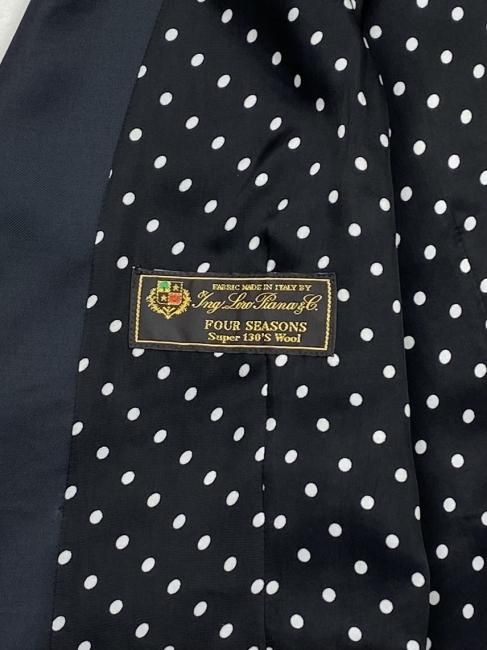 FABRIC MADE IN ITALY BY
Ing. Loro Piana & C.
FOUR SEASONS
Super 130'S Wool